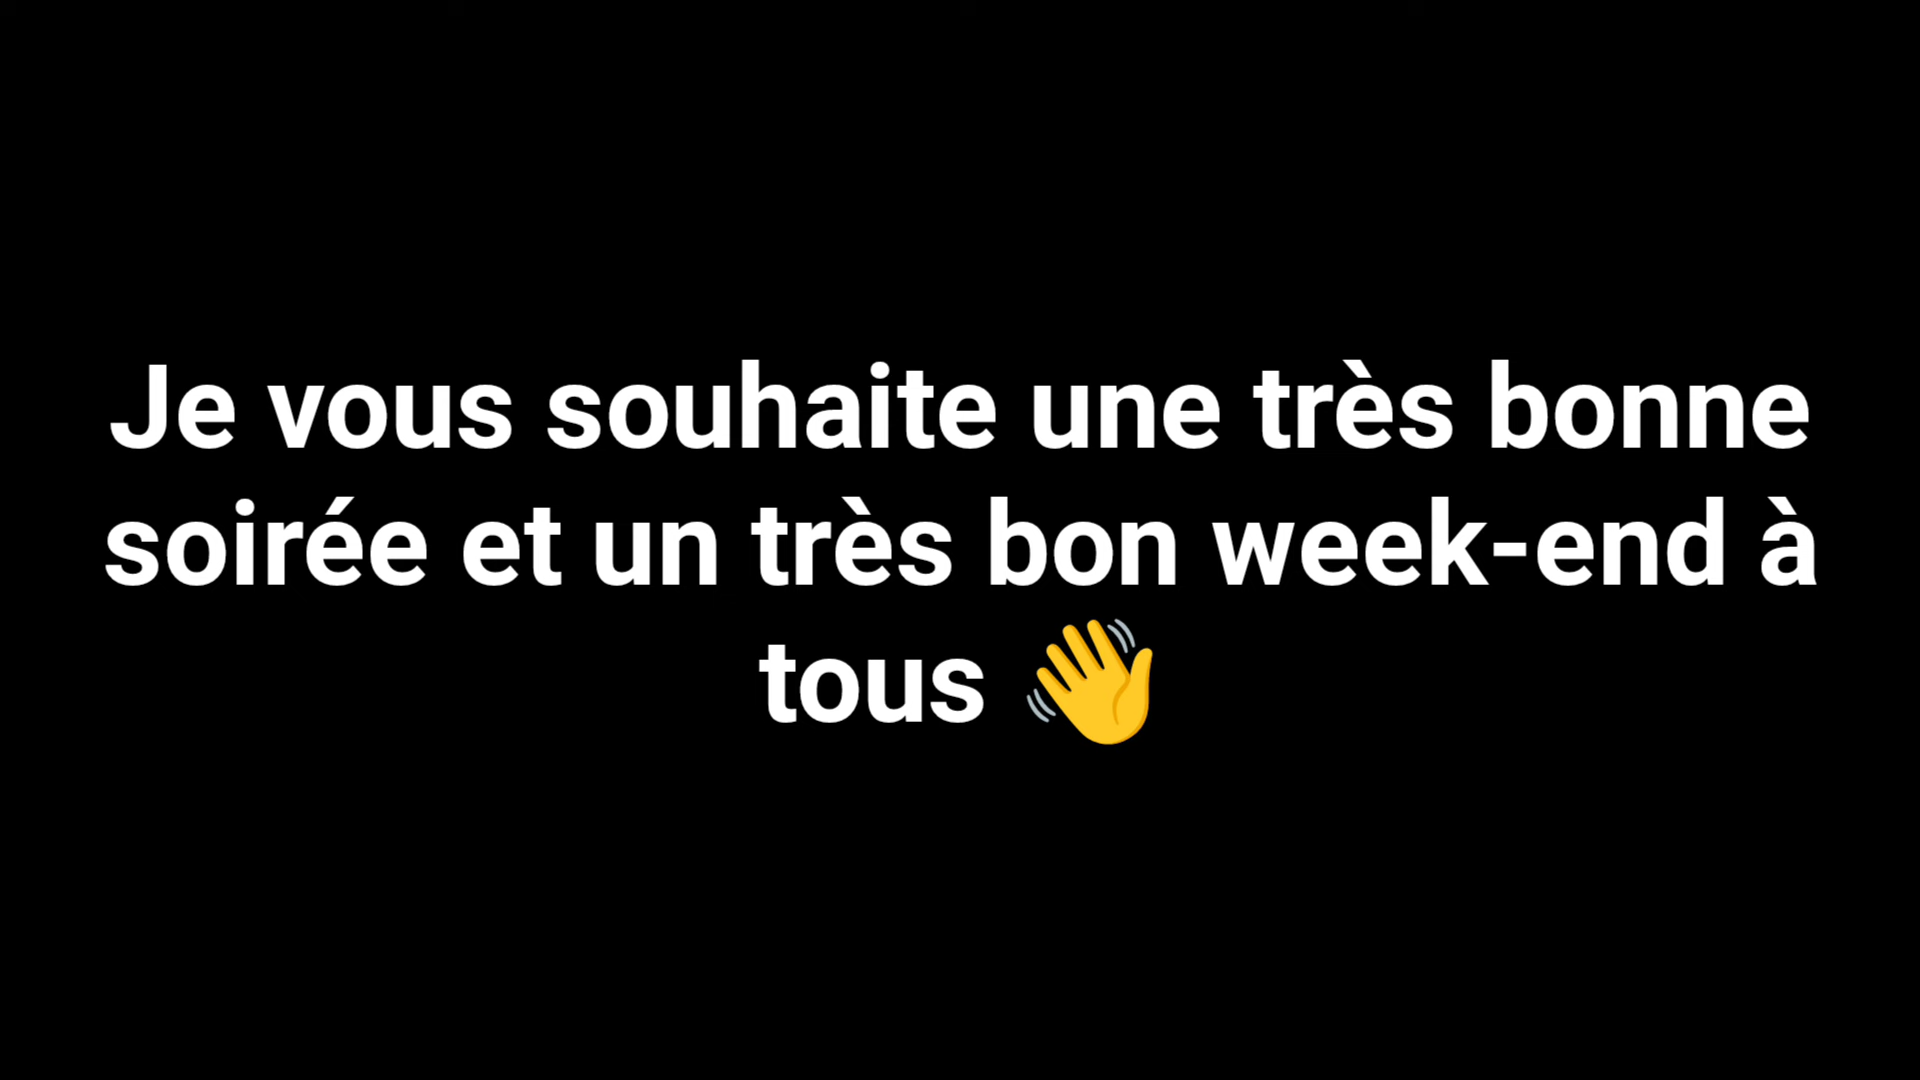 Je vous souhaite une très bonne
soirée et un très bon week-end à
tous 👋